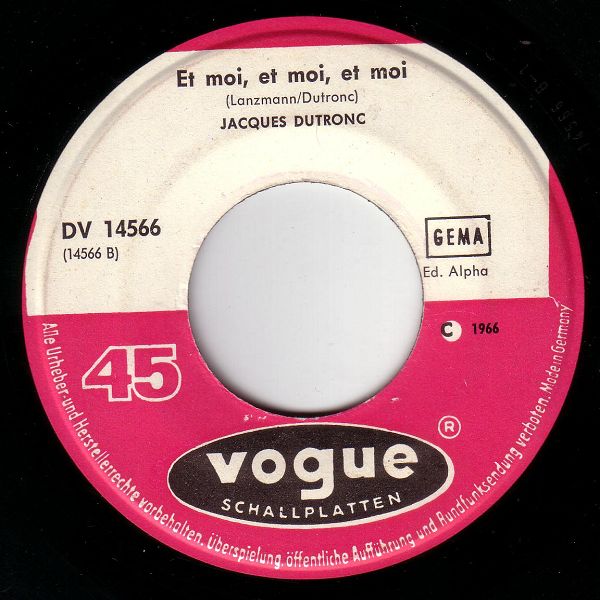 Et moi, et moi, et moi
(Lanzmann/Dutronc)
JACQUES DUTRONC
DV 14566
(14566 B)
GEMA
Ed. Alpha
C 1966
45
vogue ®
SCHALLPLATTEN
Alle Urheber- und Herstellerrechte vorbehalten. Überspielung, öffentliche Aufführung und Rundfunksendung verboten. Made in Germany